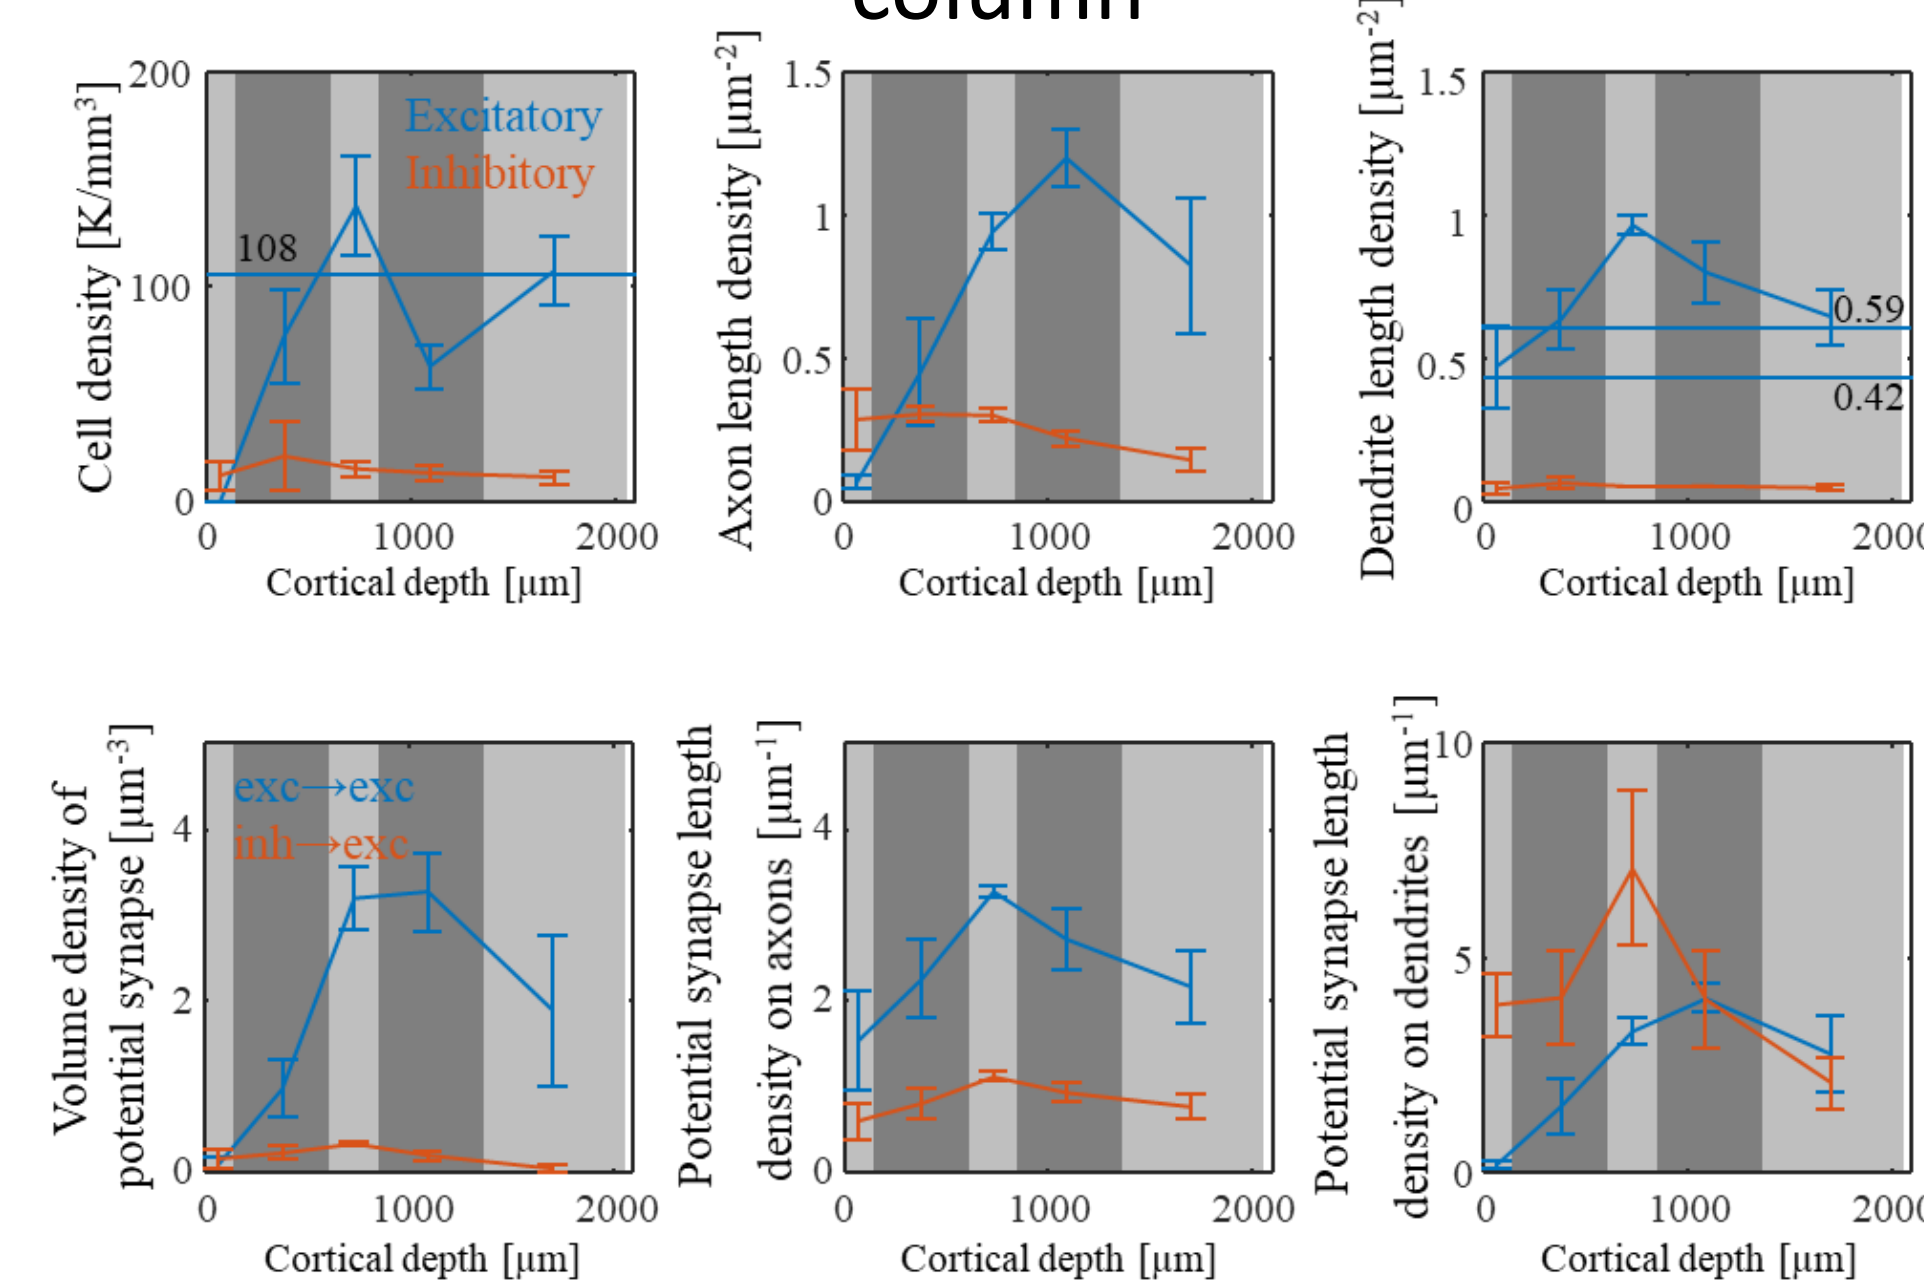 column
Cell density [K/mm³]
200
100
0
108
Excitatory
Inhibitory
0 1000 2000
Cortical depth [μm]
Axon length density [μm⁻²]
1.5
1
0.5
0
0 1000 2000
Cortical depth [μm]
Dendrite length density [μm⁻²]
1.5
1
0.5
0
0.59
0.42
0 1000 200
Cortical depth [μm]
Volume density of
potential synapse [μm⁻³]
4
2
0
exc→exc
inh→exc
0 1000 2000
Cortical depth [μm]
Potential synapse length
density on axons [μm⁻¹]
4
2
0
0 1000 2000
Cortical depth [μm]
Potential synapse length
density on dendrites [μm⁻¹]
10
5
0
0 1000 200
Cortical depth [μm]